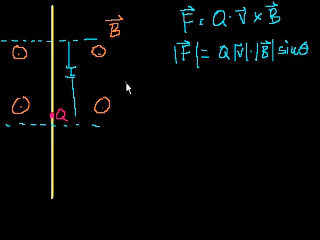 B⃗
F⃗ = Q · v⃗ × B⃗
|F⃗| = Q |v⃗| · |B⃗| sinθ
I
Q